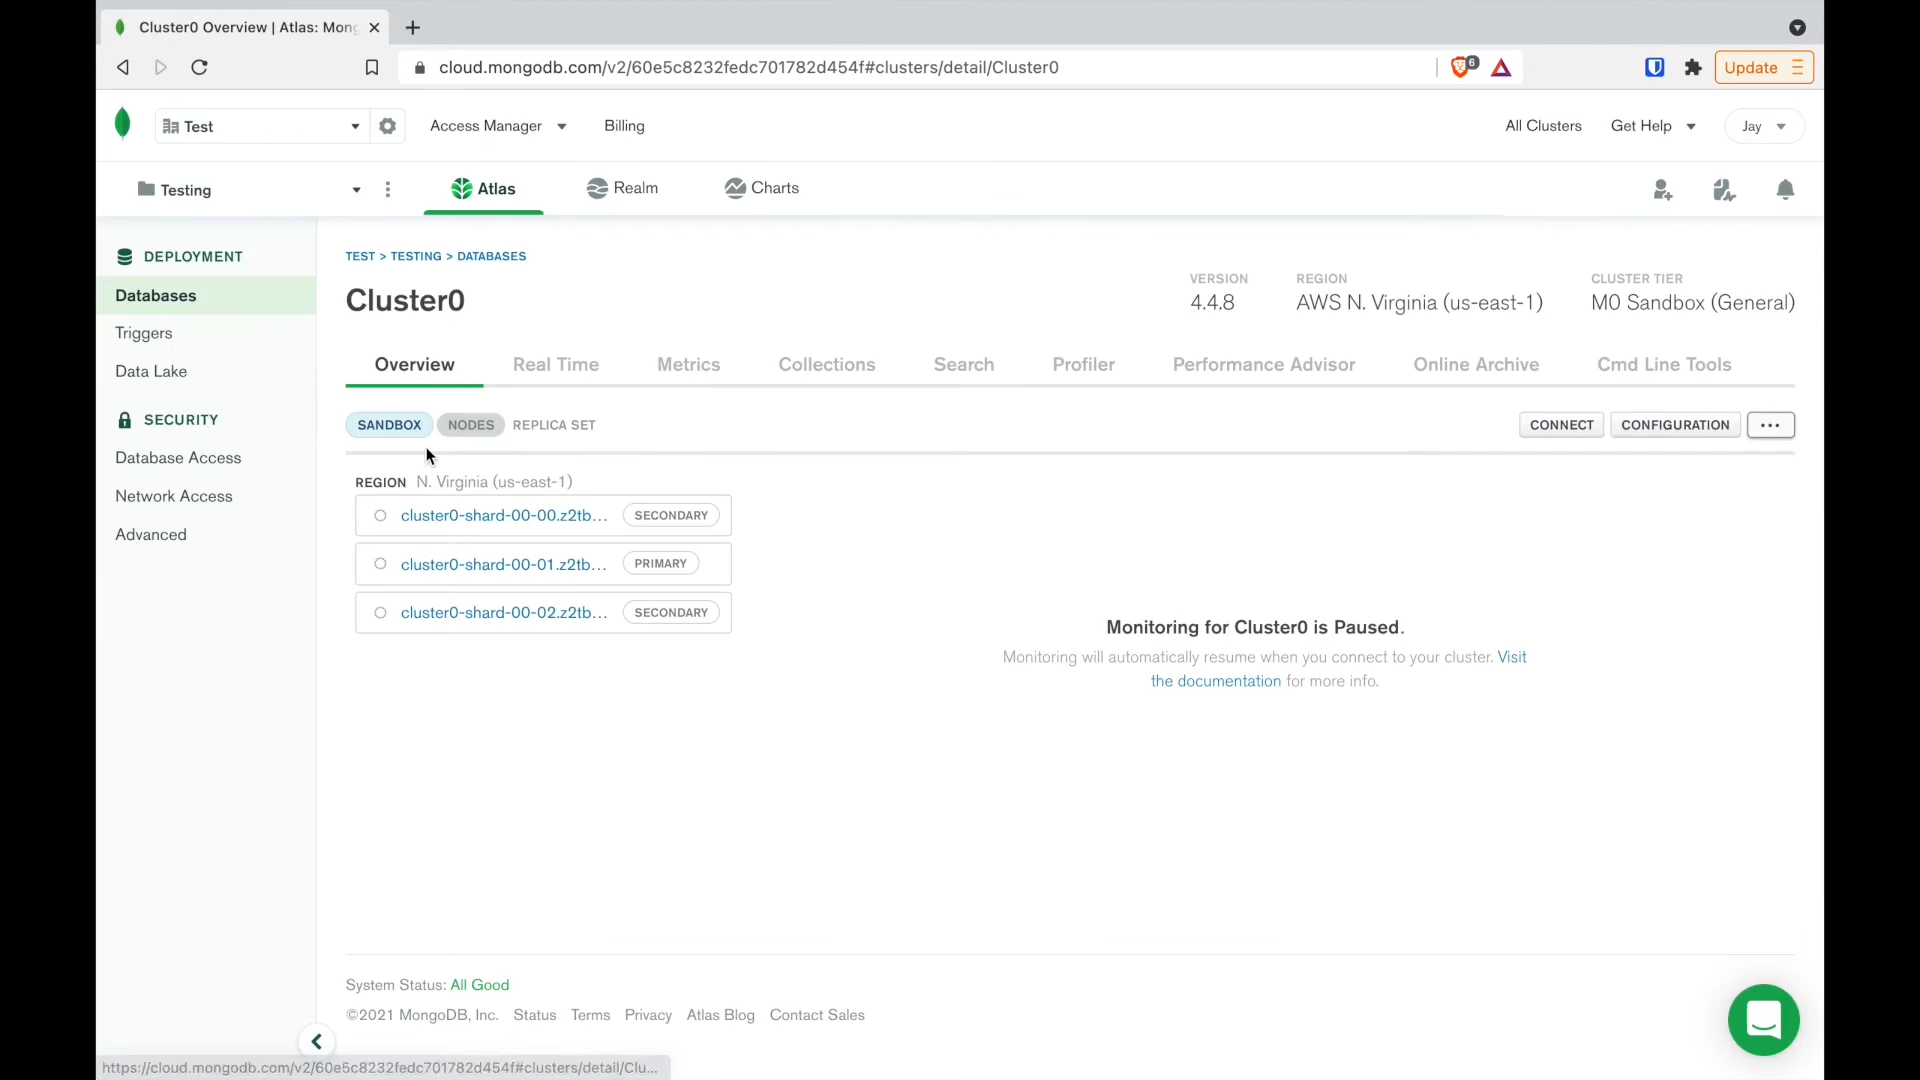 Cluster0 Overview | Atlas: Mong
cloud.mongodb.com/v2/60e5c8232fedc701782d454f#clusters/detail/Cluster0
6
Update
Test
Access Manager
Billing
All Clusters
Get Help
Jay
Testing
Atlas
Realm
Charts
DEPLOYMENT
Databases
Triggers
Data Lake
SECURITY
Database Access
Network Access
Advanced
TEST > TESTING > DATABASES
Cluster0
VERSION
4.4.8
REGION
AWS N. Virginia (us-east-1)
CLUSTER TIER
M0 Sandbox (General)
Overview
Real Time
Metrics
Collections
Search
Profiler
Performance Advisor
Online Archive
Cmd Line Tools
SANDBOX
NODES
REPLICA SET
CONNECT
CONFIGURATION
...
REGION N. Virginia (us-east-1)
cluster0-shard-00-00.z2tb... SECONDARY
cluster0-shard-00-01.z2tb... PRIMARY
cluster0-shard-00-02.z2tb... SECONDARY
Monitoring for Cluster0 is Paused.
Monitoring will automatically resume when you connect to your cluster. Visit
the documentation for more info.
System Status: All Good
©2021 MongoDB, Inc. Status Terms Privacy Atlas Blog Contact Sales
https://cloud.mongodb.com/v2/60e5c8232fedc701782d454f#clusters/detail/Clu...